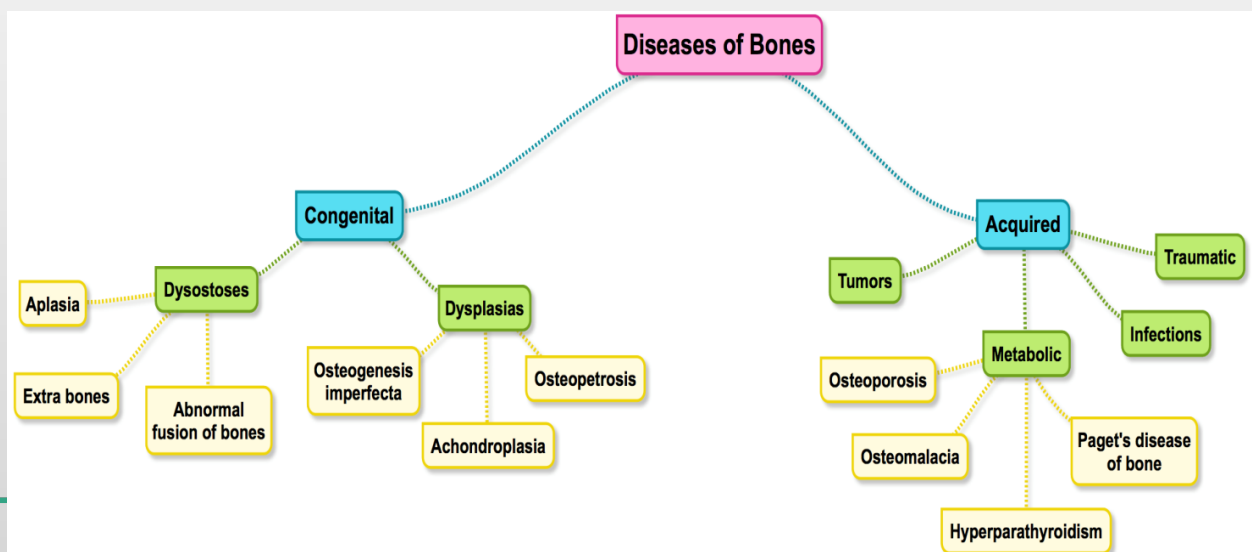 Diseases of Bones
Congenital
Acquired
Dysostoses
Dysplasias
Aplasia
Extra bones
Abnormal
fusion of bones
Osteogenesis
imperfecta
Achondroplasia
Osteopetrosis
Tumors
Metabolic
Infections
Traumatic
Osteoporosis
Osteomalacia
Hyperparathyroidism
Paget's disease
of bone